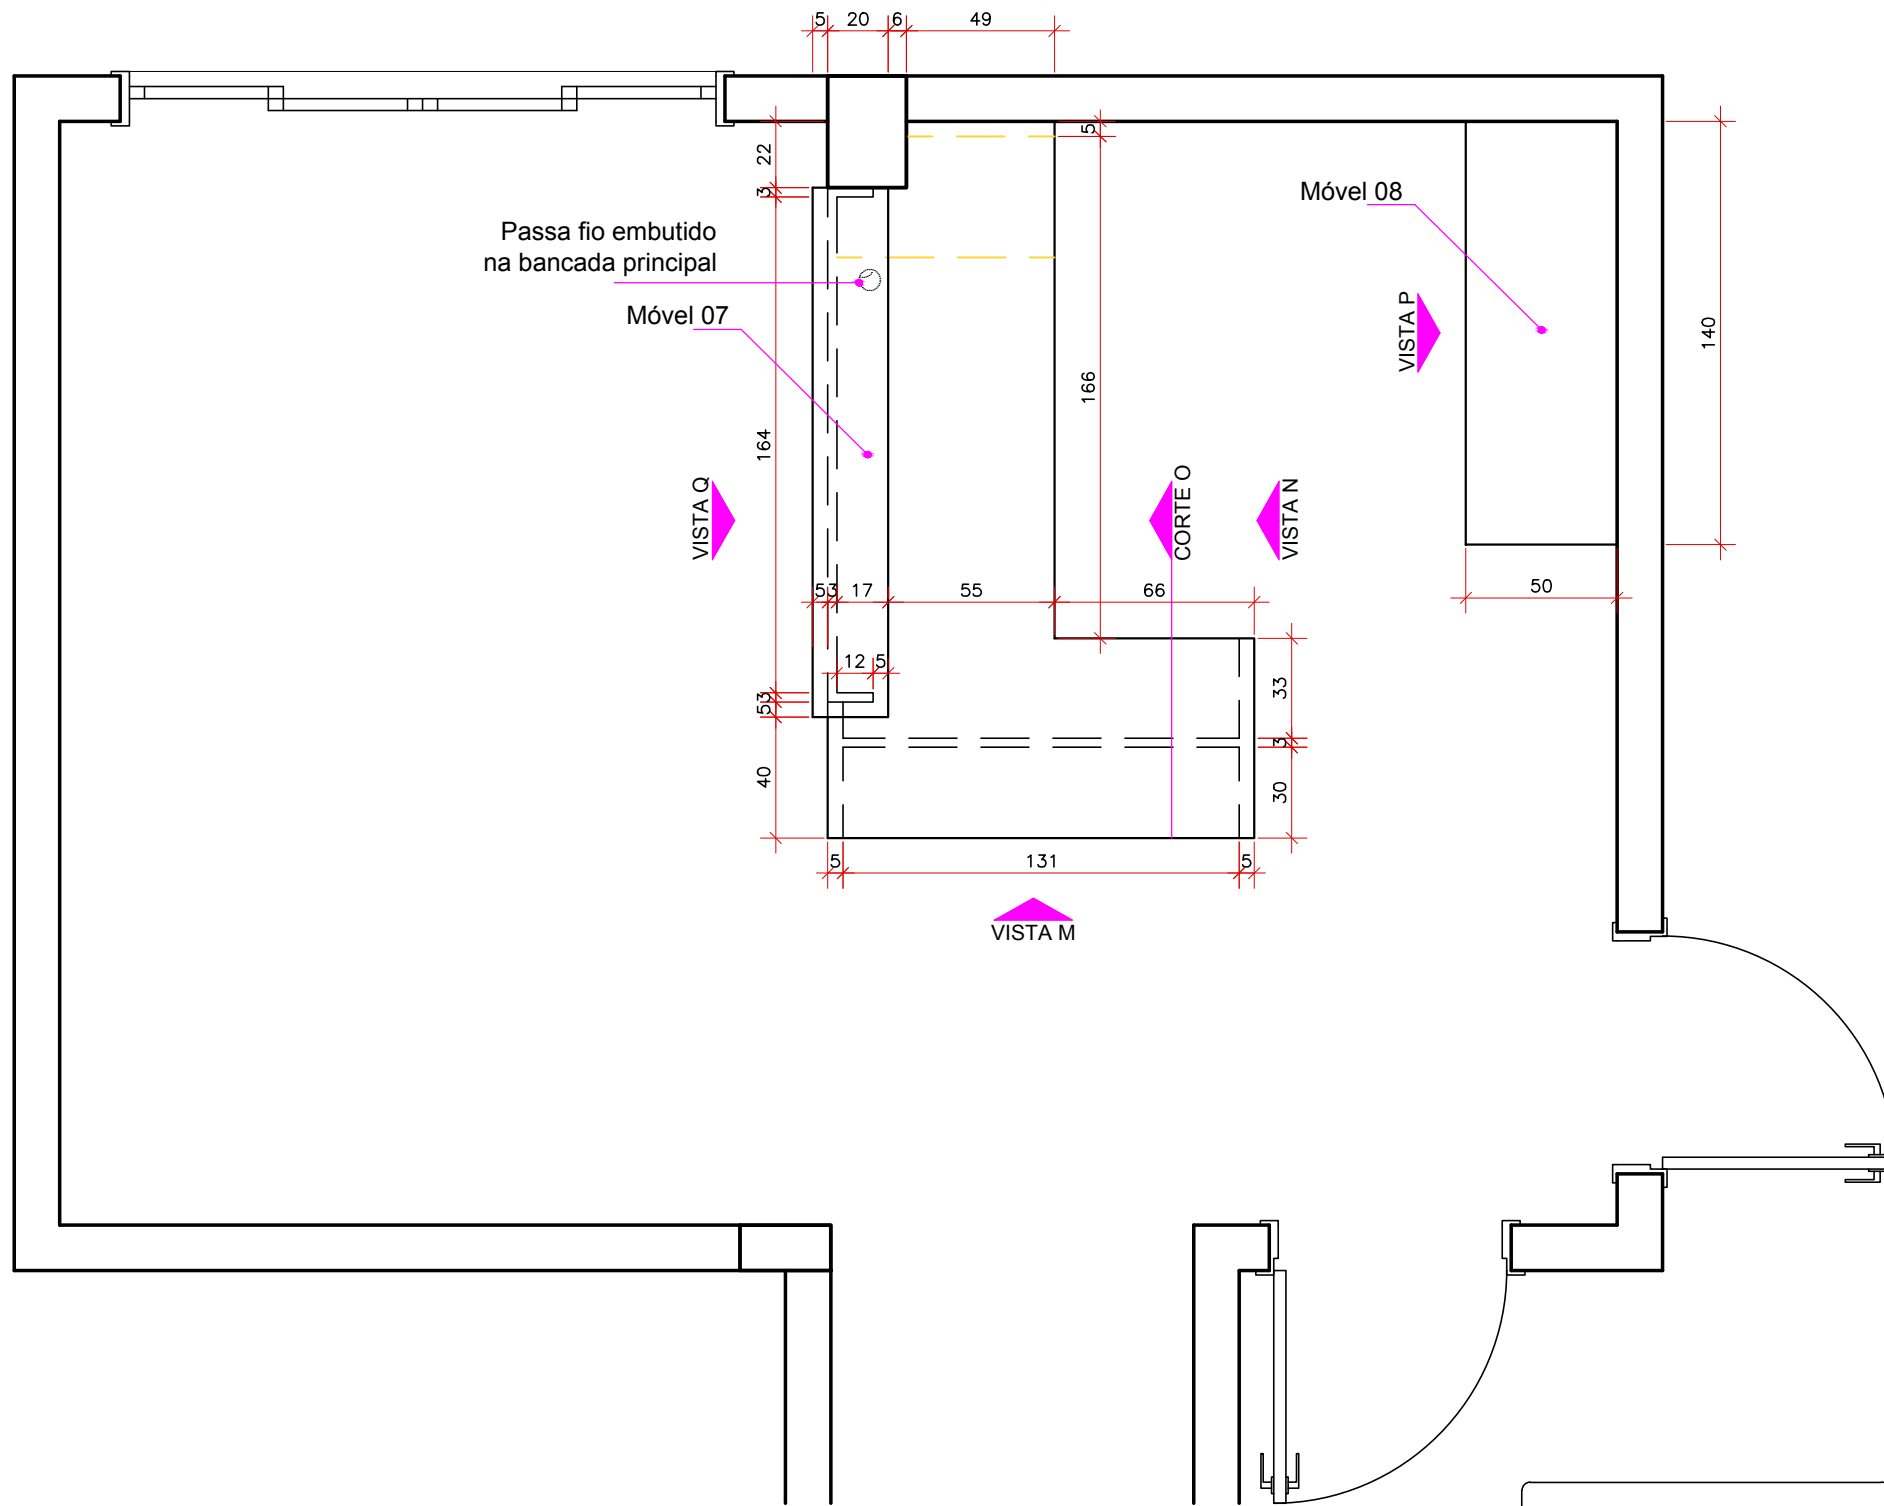 5 20 6 49
5
22
3
Móvel 08
Passa fio embutido
na bancada principal
Móvel 07
VISTA P
140
166
164
VISTA Q
CORTE O
VISTA N
5 3 17 55 66
50
12 5
33
3
5
3
40
30
5 131 5
VISTA M